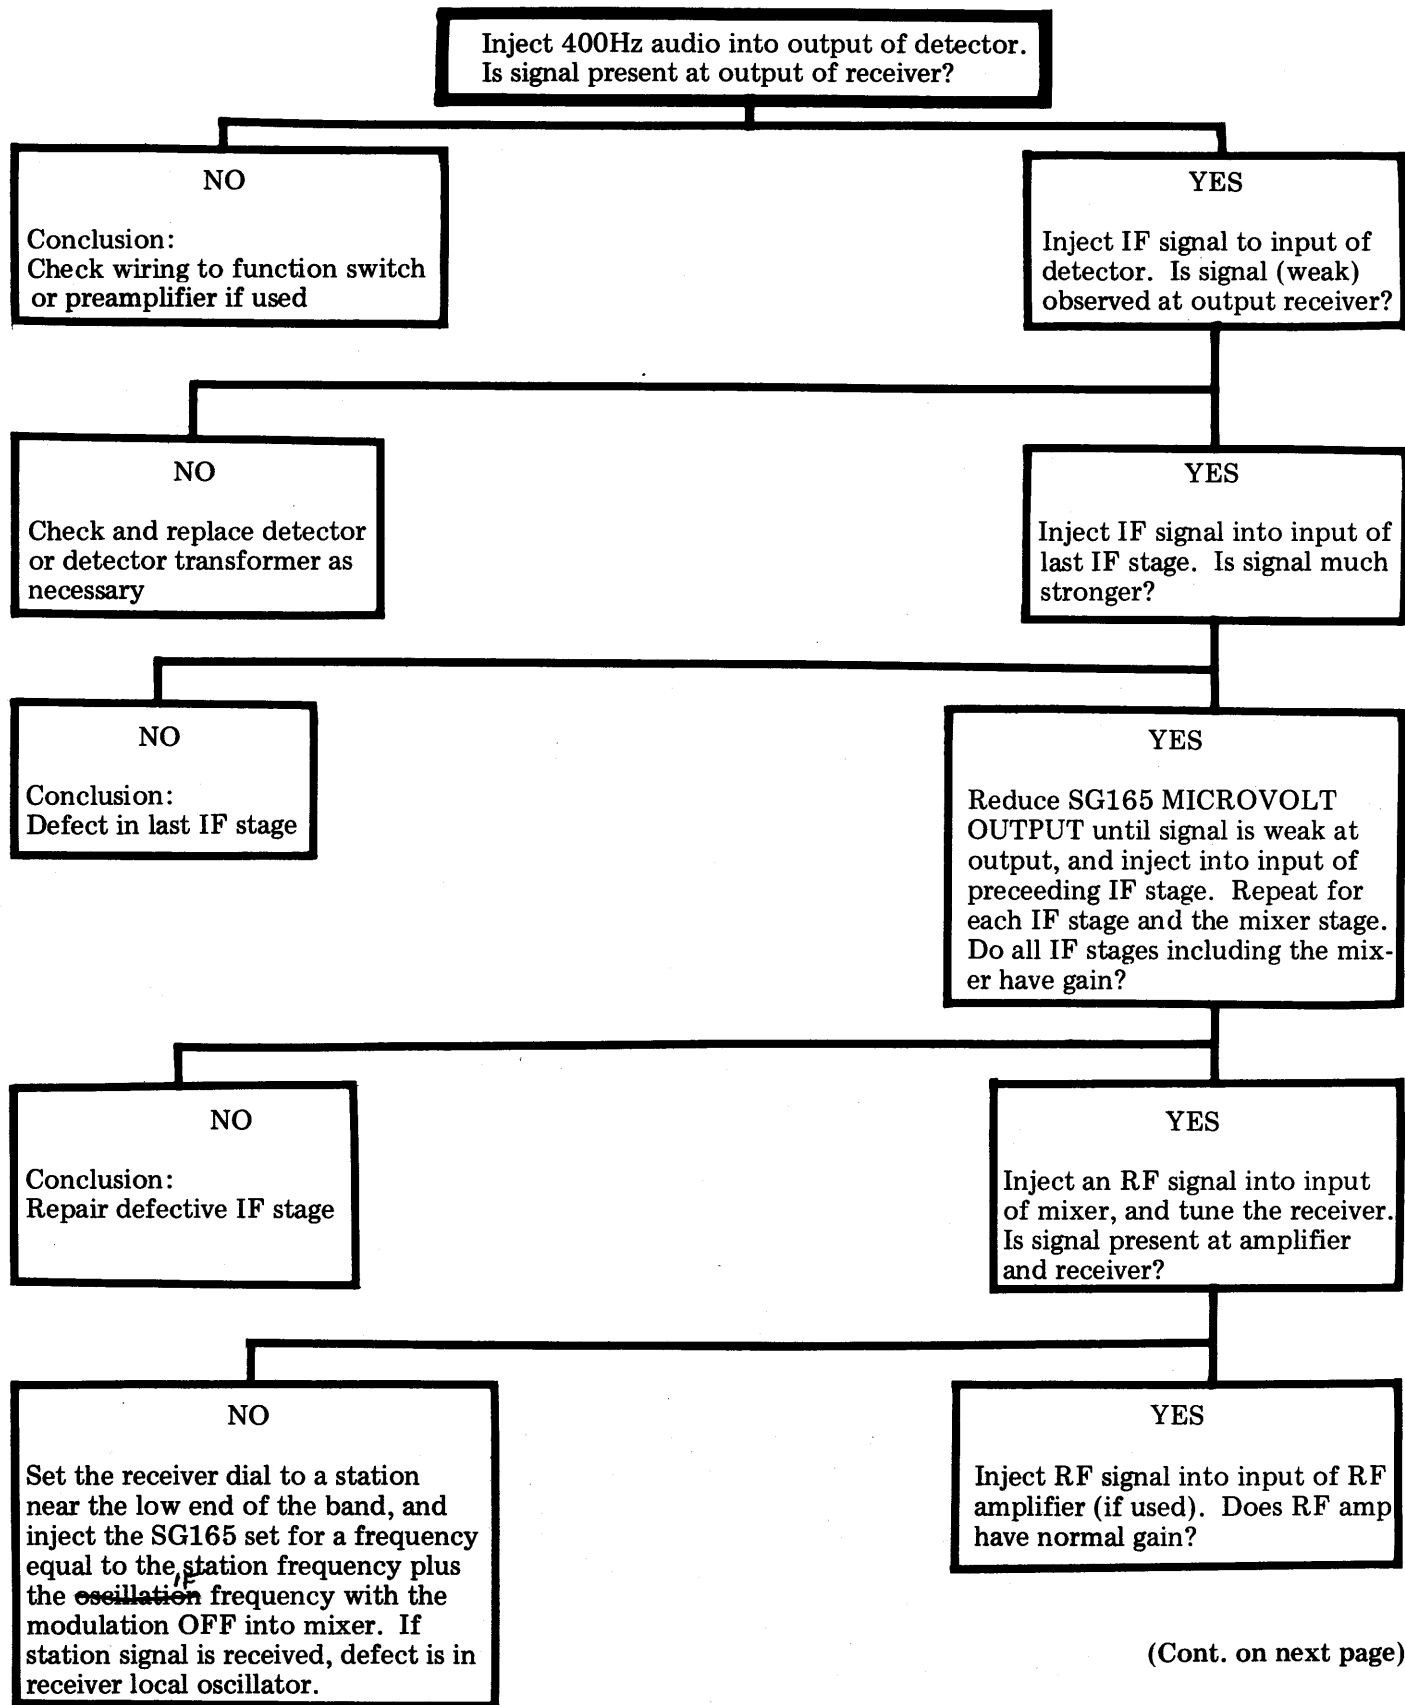 Inject 400Hz audio into output of detector.
Is signal present at output of receiver?
NO
Conclusion:
Check wiring to function switch
or preamplifier if used
YES
Inject IF signal to input of
detector. Is signal (weak)
observed at output receiver?
NO
Check and replace detector
or detector transformer as
necessary
YES
Inject IF signal into input of
last IF stage. Is signal much
stronger?
NO
Conclusion:
Defect in last IF stage
YES
Reduce SG165 MICROVOLT
OUTPUT until signal is weak at
output, and inject into input of
preceeding IF stage. Repeat for
each IF stage and the mixer stage.
Do all IF stages including the mix-
er have gain?
NO
Conclusion:
Repair defective IF stage
YES
Inject an RF signal into input
of mixer, and tune the receiver.
Is signal present at amplifier
and receiver?
NO
Set the receiver dial to a station
near the low end of the band, and
inject the SG165 set for a frequency
equal to the station frequency plus
IF
the oscillation frequency with the
modulation OFF into mixer. If
station signal is received, defect is in
receiver local oscillator.
YES
Inject RF signal into input of RF
amplifier (if used). Does RF amp
have normal gain?
(Cont. on next page)